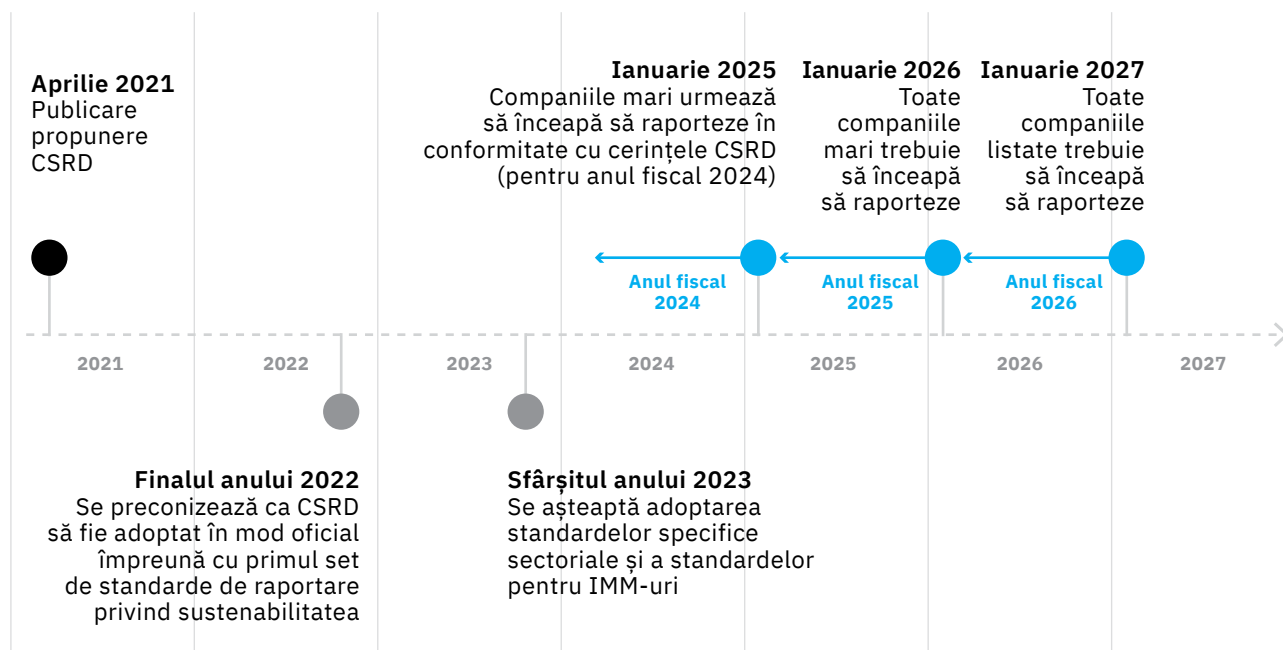 Aprilie 2021
Publicare
propunere
CSRD
Ianuarie 2025
Companiile mari urmează
să înceapă să raporteze în
conformitate cu cerințele CSRD
(pentru anul fiscal 2024)
Ianuarie 2026
Toate
companiile
mari trebuie
să înceapă
să raporteze
Ianuarie 2027
Toate
companiile
listate trebuie
să înceapă
să raporteze
Anul fiscal
2024
Anul fiscal
2025
Anul fiscal
2026
2021
2022
2023
2024
2025
2026
2027
Finalul anului 2022
Se preconizează ca CSRD
să fie adoptat în mod oficial
împreună cu primul set
de standarde de raportare
privind sustenabilitatea
Sfârșitul anului 2023
Se așteaptă adoptarea
standardelor specifice
sectoriale și a standardelor
pentru IMM-uri